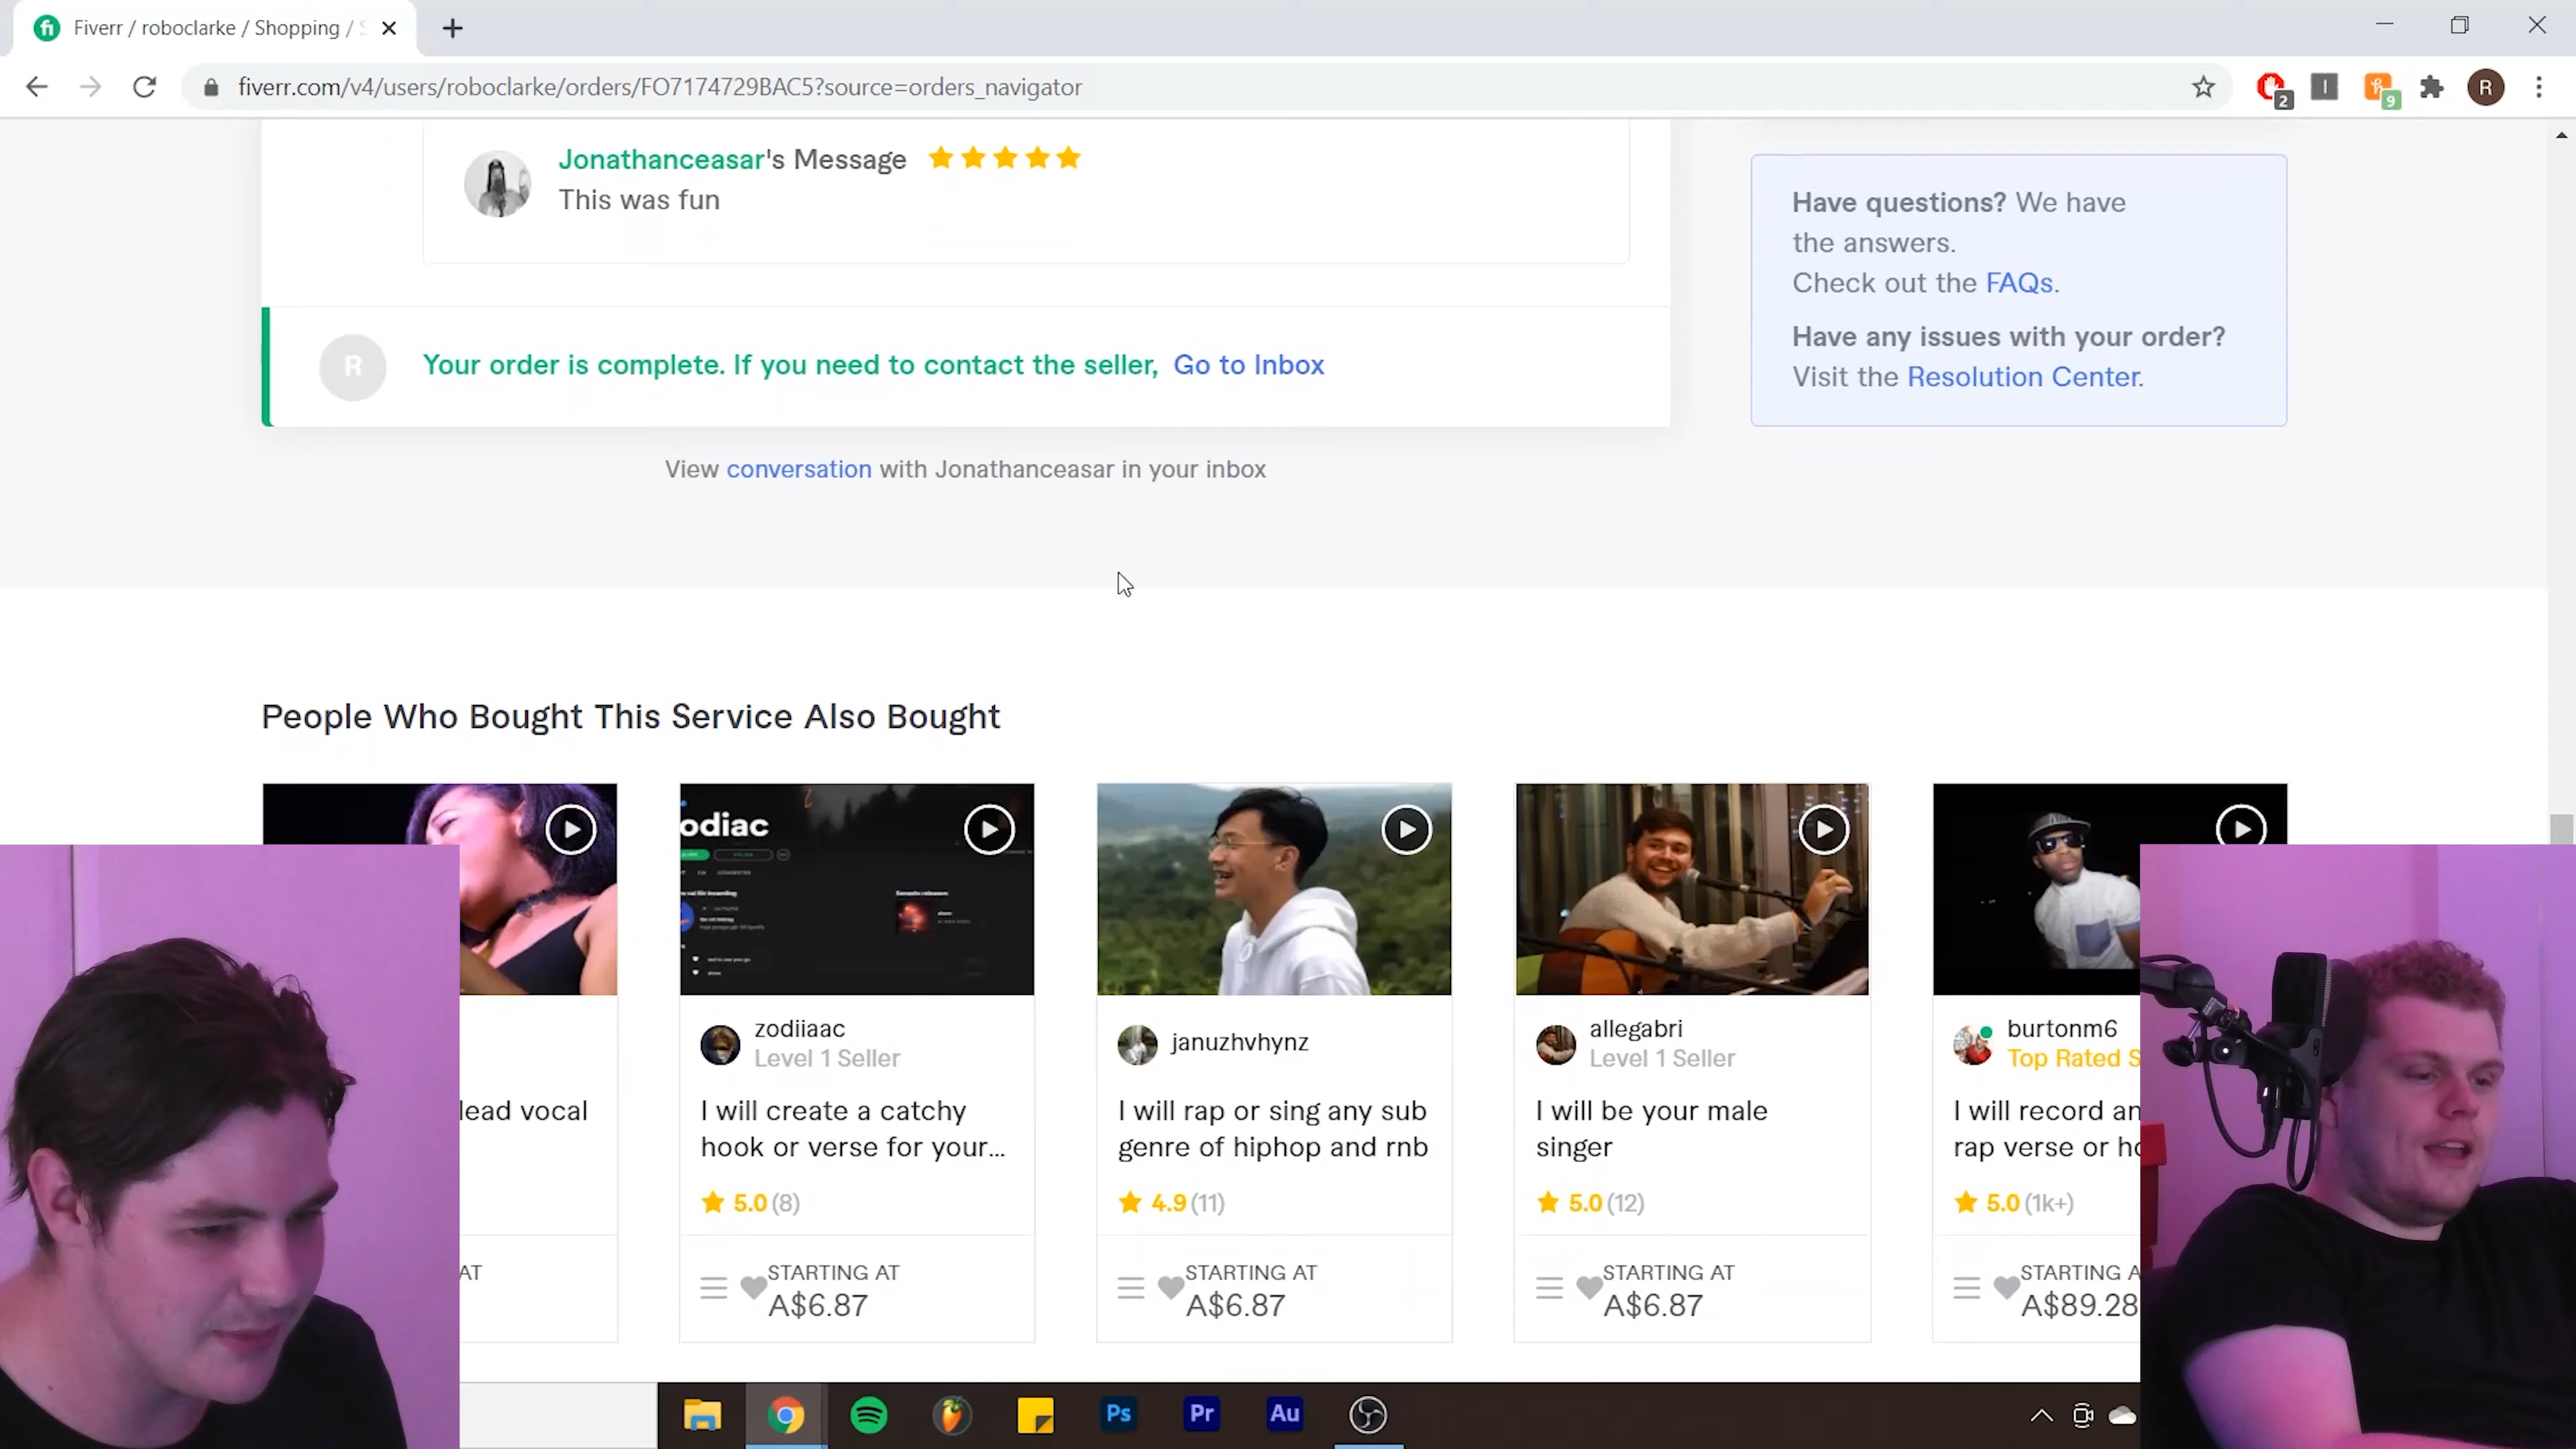 Fiverr / roboclarke / Shopping /
fiverr.com/v4/users/roboclarke/orders/FO7174729BAC5?source=orders_navigator
2
9
R
Jonathanceasar's Message
This was fun
R
Your order is complete. If you need to contact the seller, Go to Inbox
View conversation with Jonathanceasar in your inbox
Have questions? We have
the answers.
Check out the FAQs.
Have any issues with your order?
Visit the Resolution Center.
People Who Bought This Service Also Bought
odiac
lead vocal
AT
zodiiaac
Level 1 Seller
I will create a catchy
hook or verse for your...
5.0 (8)
STARTING AT
A$6.87
januzhvhynz
I will rap or sing any sub
genre of hiphop and rnb
4.9 (11)
STARTING AT
A$6.87
allegabri
Level 1 Seller
I will be your male
singer
5.0 (12)
STARTING AT
A$6.87
burtonm6
Top Rated S
I will record an
rap verse or ho
5.0 (1k+)
STARTING A
A$89.28
Ps
Pr
Au